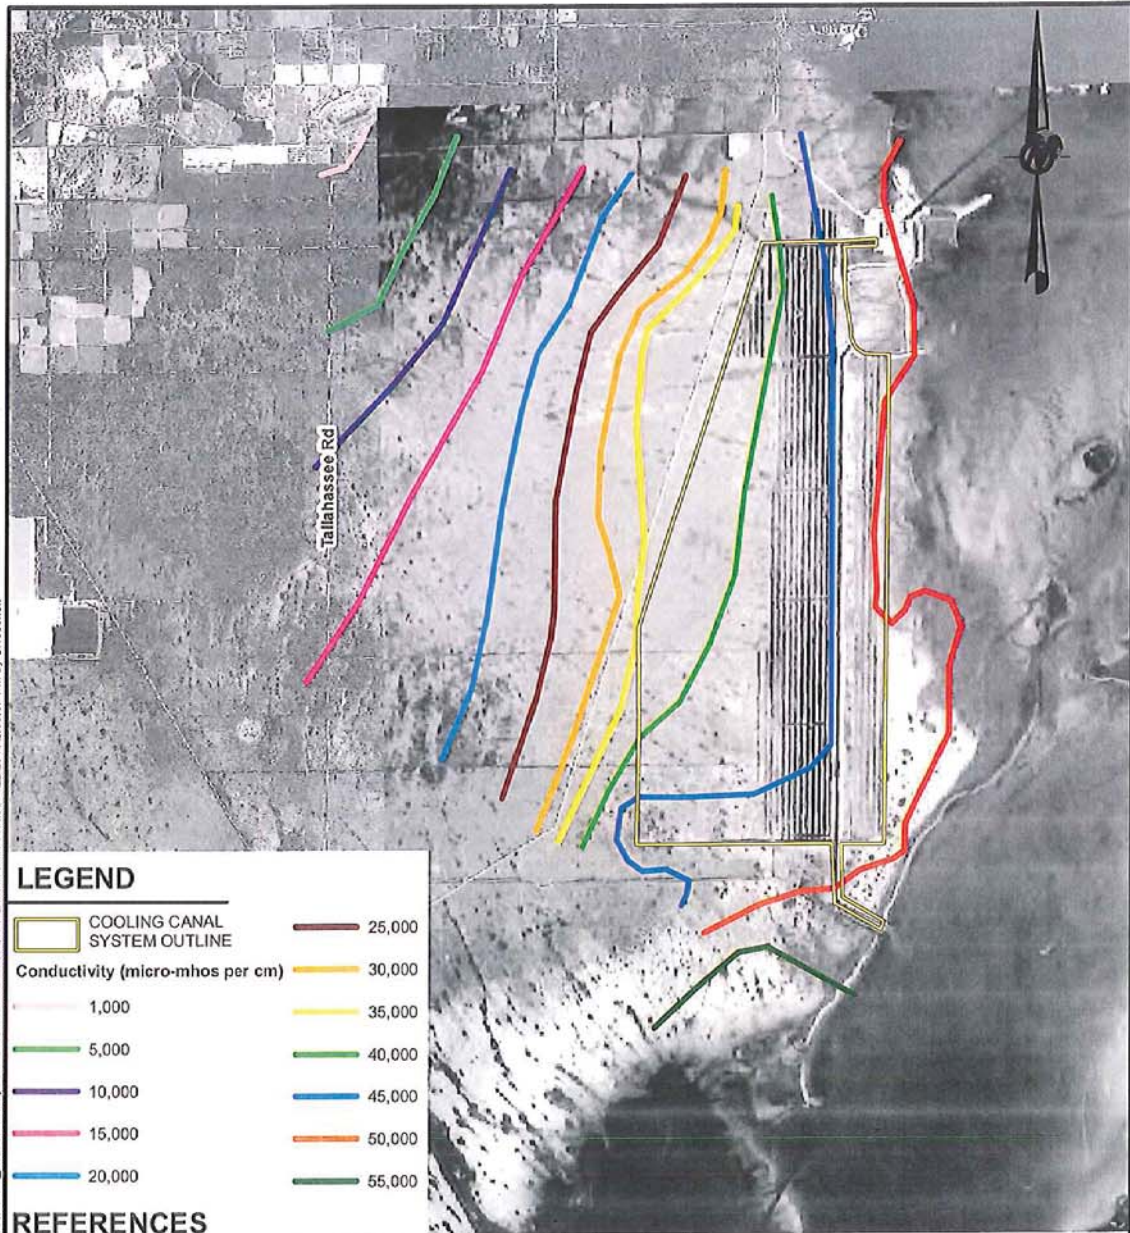 Tallahassee Rd
LEGEND
COOLING CANAL
SYSTEM OUTLINE
Conductivity (micro-mhos per cm)
1,000
5,000
10,000
15,000
20,000
25,000
30,000
35,000
40,000
45,000
50,000
55,000
REFERENCES